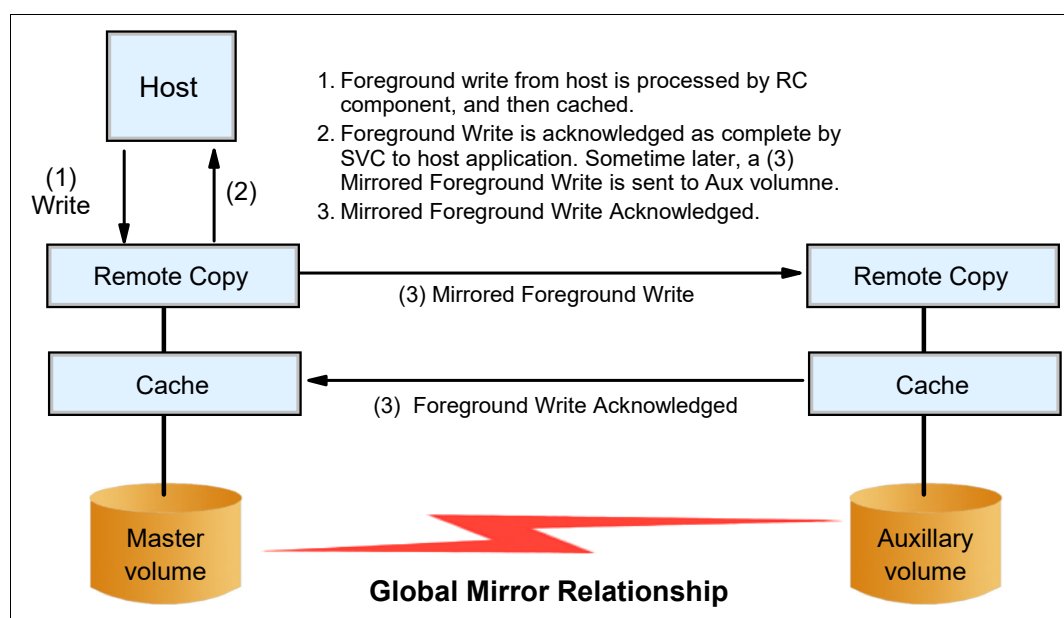 Host
1. Foreground write from host is processed by RC
component, and then cached.
2. Foreground Write is acknowledged as complete by
SVC to host application. Sometime later, a (3)
Mirrored Foreground Write is sent to Aux volumne.
3. Mirrored Foreground Write Acknowledged.
(1)
Write
(2)
Remote Copy
(3) Mirrored Foreground Write
Remote Copy
Cache
(3) Foreground Write Acknowledged
Cache
Master
volume
Auxillary
volume
Global Mirror Relationship